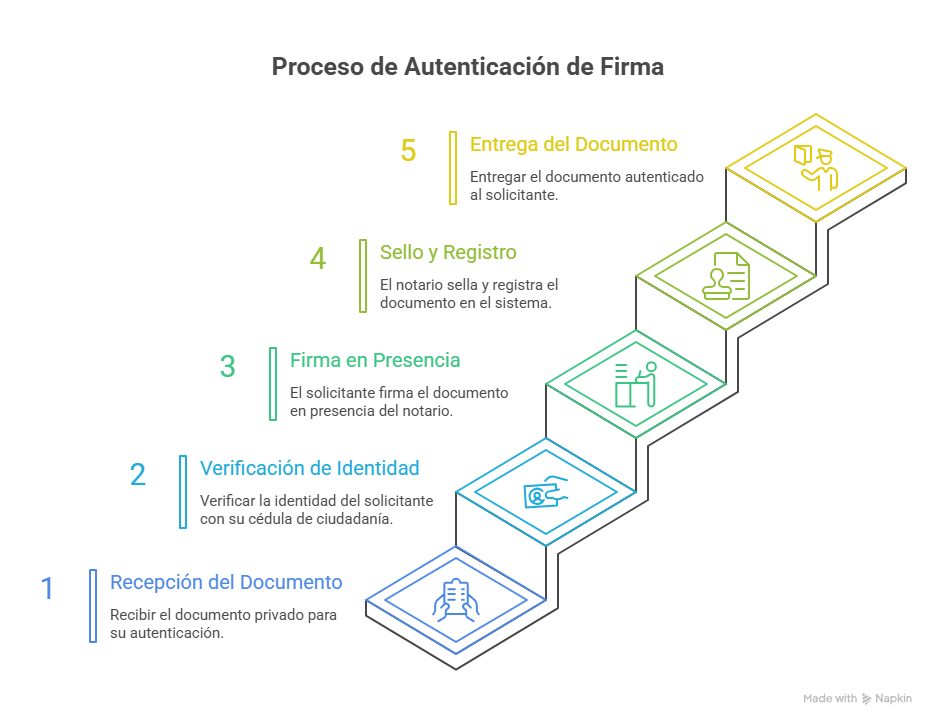 Proceso de Autenticación de Firma
5
Entrega del Documento
Entregar el documento autenticado
al solicitante.
4
Sello y Registro
El notario sella y registra el
documento en el sistema.
3
Firma en Presencia
El solicitante firma el documento
en presencia del notario.
2
Verificación de Identidad
Verificar la identidad del solicitante
con su cédula de ciudadanía.
1
Recepción del Documento
Recibir el documento privado para
su autenticación.
Made with Napkin